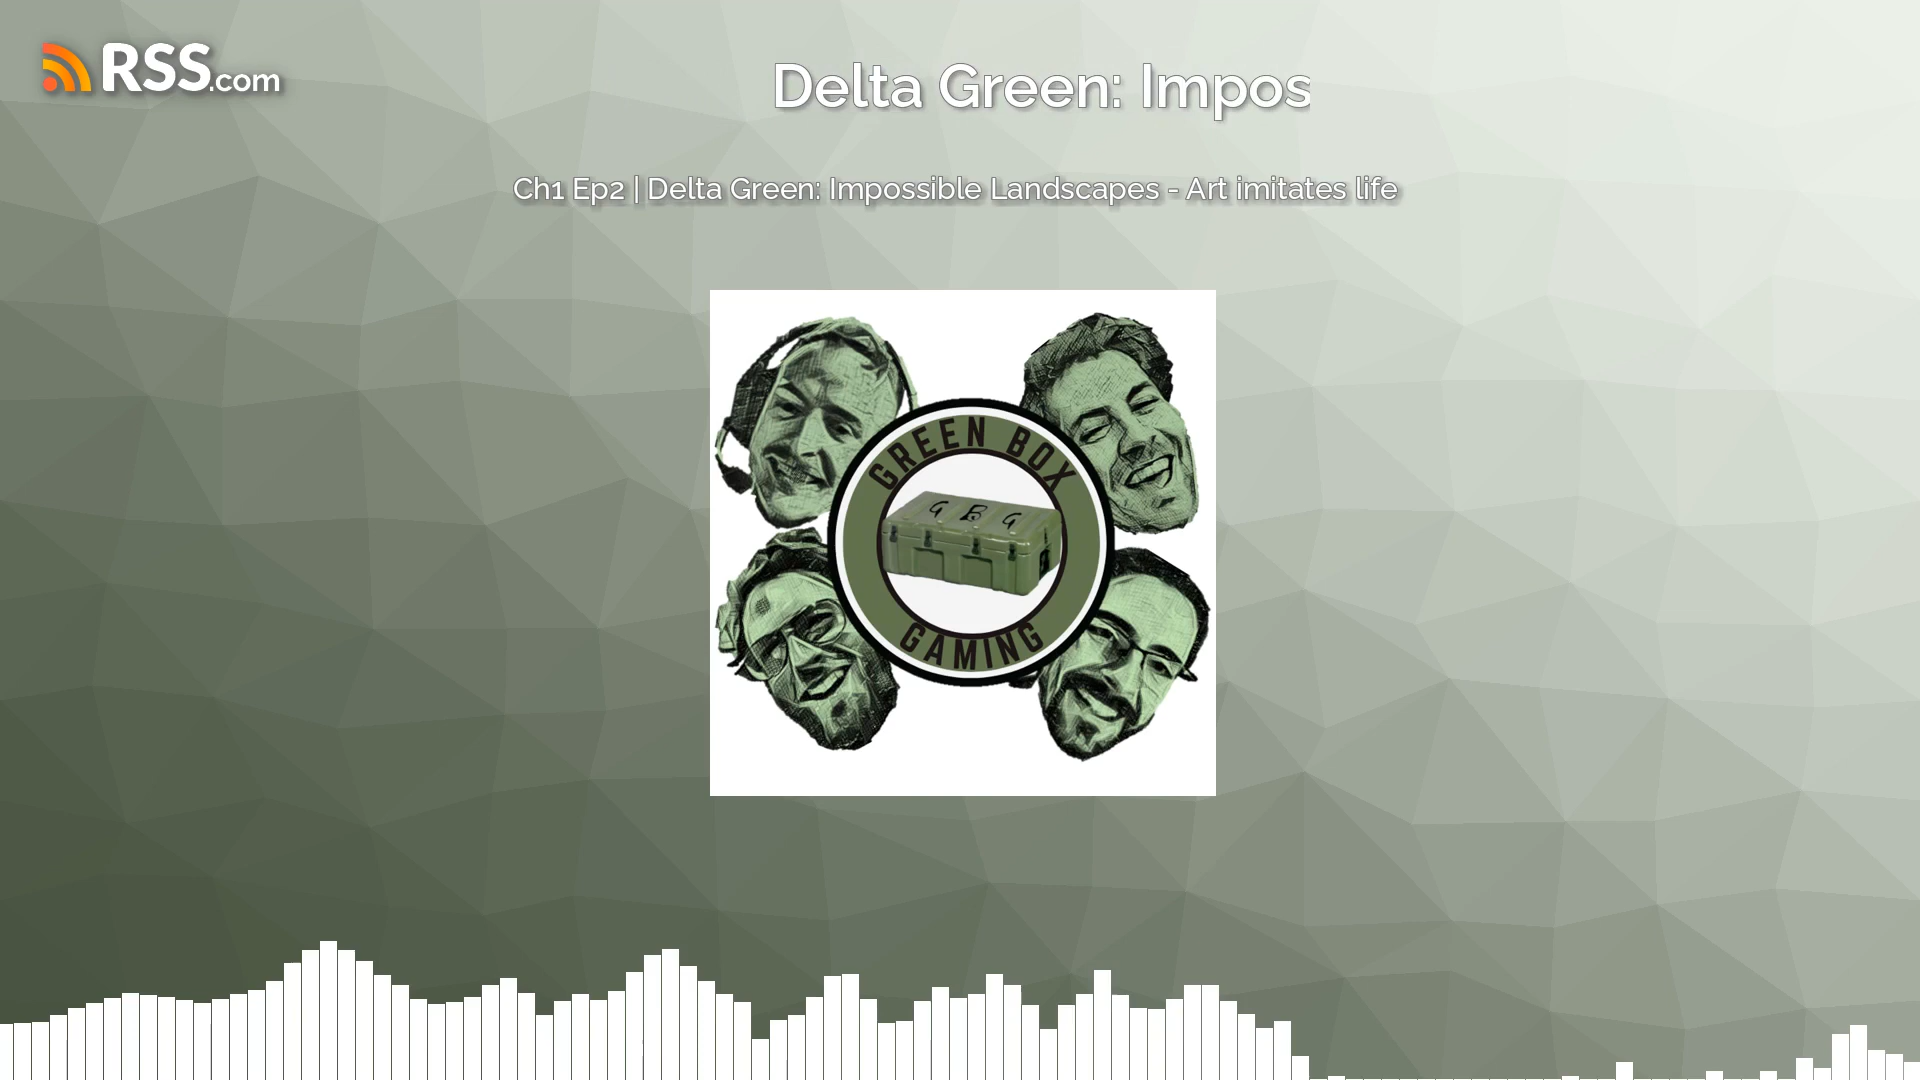 RSS.com
Delta Green: Impos
Ch1 Ep2 | Delta Green: Impossible Landscapes - Art imitates life
GREEN BOX
G B G
GAMING